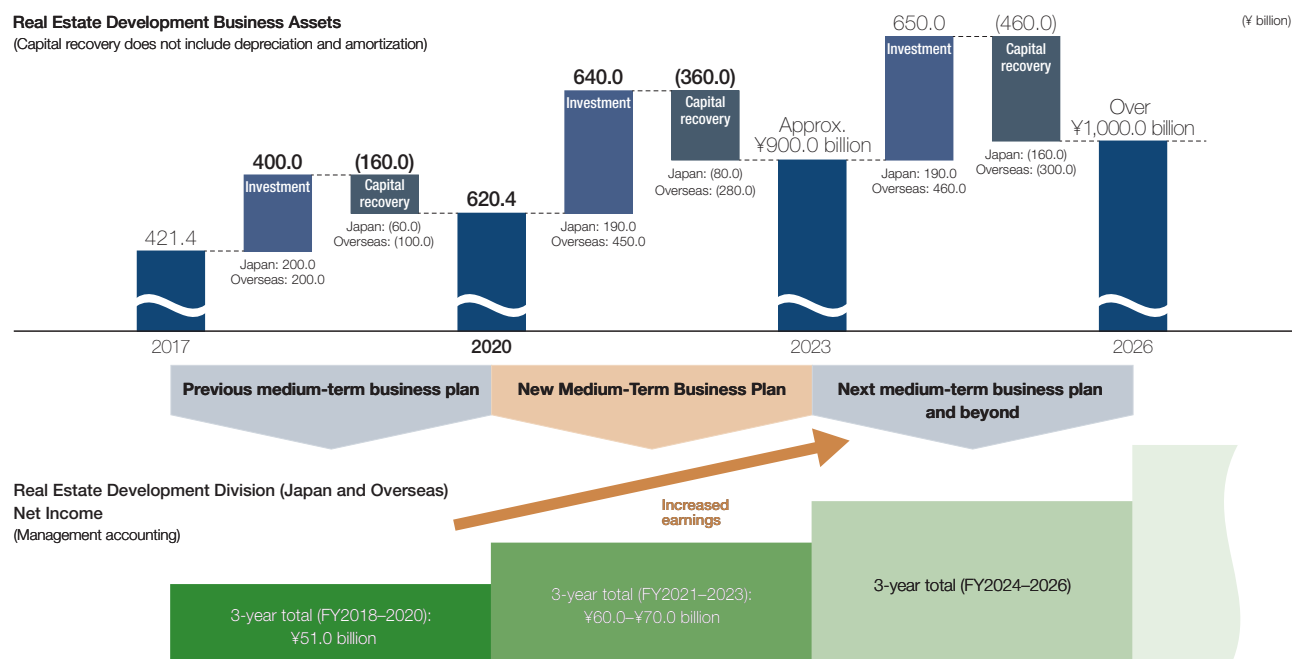 Real Estate Development Business Assets
(Capital recovery does not include depreciation and amortization)
(¥ billion)
421.4
400.0
Investment
Japan: 200.0
Overseas: 200.0
(160.0)
Capital
recovery
Japan: (60.0)
Overseas: (100.0)
620.4
640.0
Investment
Japan: 190.0
Overseas: 450.0
(360.0)
Capital
recovery
Japan: (80.0)
Overseas: (280.0)
Approx.
¥900.0 billion
650.0
Investment
Japan: 190.0
Overseas: 460.0
(460.0)
Capital
recovery
Japan: (160.0)
Overseas: (300.0)
Over
¥1,000.0 billion
2017
2020
2023
2026
Previous medium-term business plan
New Medium-Term Business Plan
Next medium-term business plan
and beyond
Real Estate Development Division (Japan and Overseas)
Net Income
(Management accounting)
Increased
earnings
3-year total (FY2018–2020):
¥51.0 billion
3-year total (FY2021–2023):
¥60.0–¥70.0 billion
3-year total (FY2024–2026)